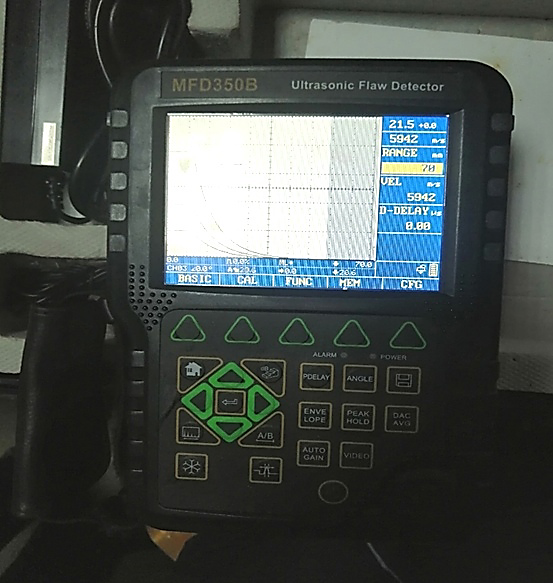 MFD350B Ultrasonic Flaw Detector
21.5 +0.0
5942 m/s
RANGE mm
70
VEL m/s
5942
D-DELAY µs
0.00
0.0 70.0
CH03
BASIC CAL FUNC MEM CFG
ALARM POWER
PDELAY ANGLE
ENVE
LOPE
PEAK
HOLD
DAC
AVG
A/B
AUTO
GAIN
VIDEO